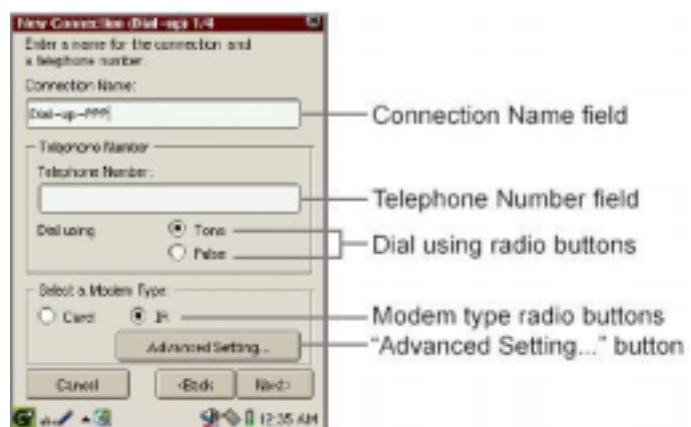 New Connection (Dial-up) 1/4
Enter a name for the connection and
a telephone number.
Connection Name:
Dial-up-PPP
Connection Name field
Telephone Number
Telephone Number:
Telephone Number field
Dial using
Tone
Pulse
Dial using radio buttons
Select a Modem Type:
Card
IR
Modem type radio buttons
Advanced Setting...
"Advanced Setting..." button
Cancel
<Back
Next>
12:35 AM